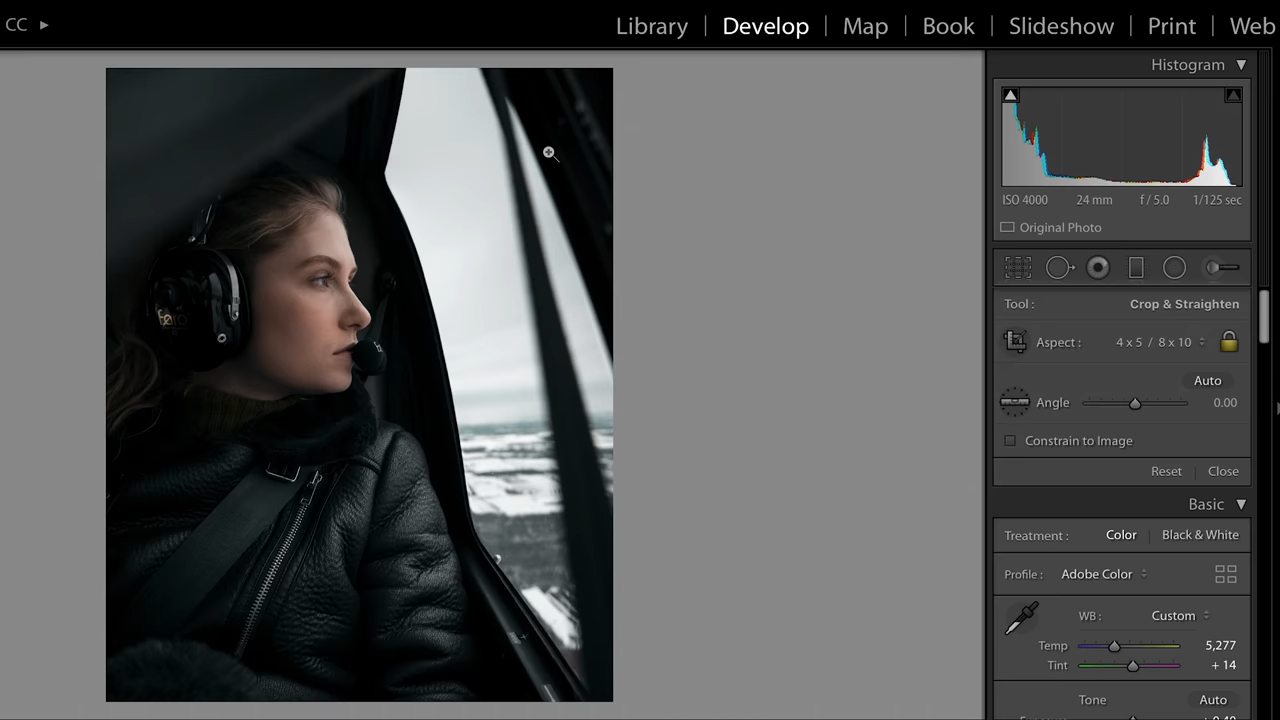 CC
Library | Develop | Map | Book | Slideshow | Print | Web
Histogram
ISO 4000 24 mm f / 5.0 1/125 sec
Original Photo
Tool : Crop & Straighten
Aspect : 4 x 5 / 8 x 10
Auto
Angle 0.00
Constrain to Image
Reset | Close
Basic
Treatment : Color | Black & White
Profile : Adobe Color
WB : Custom
Temp 5,277
Tint + 14
Tone Auto